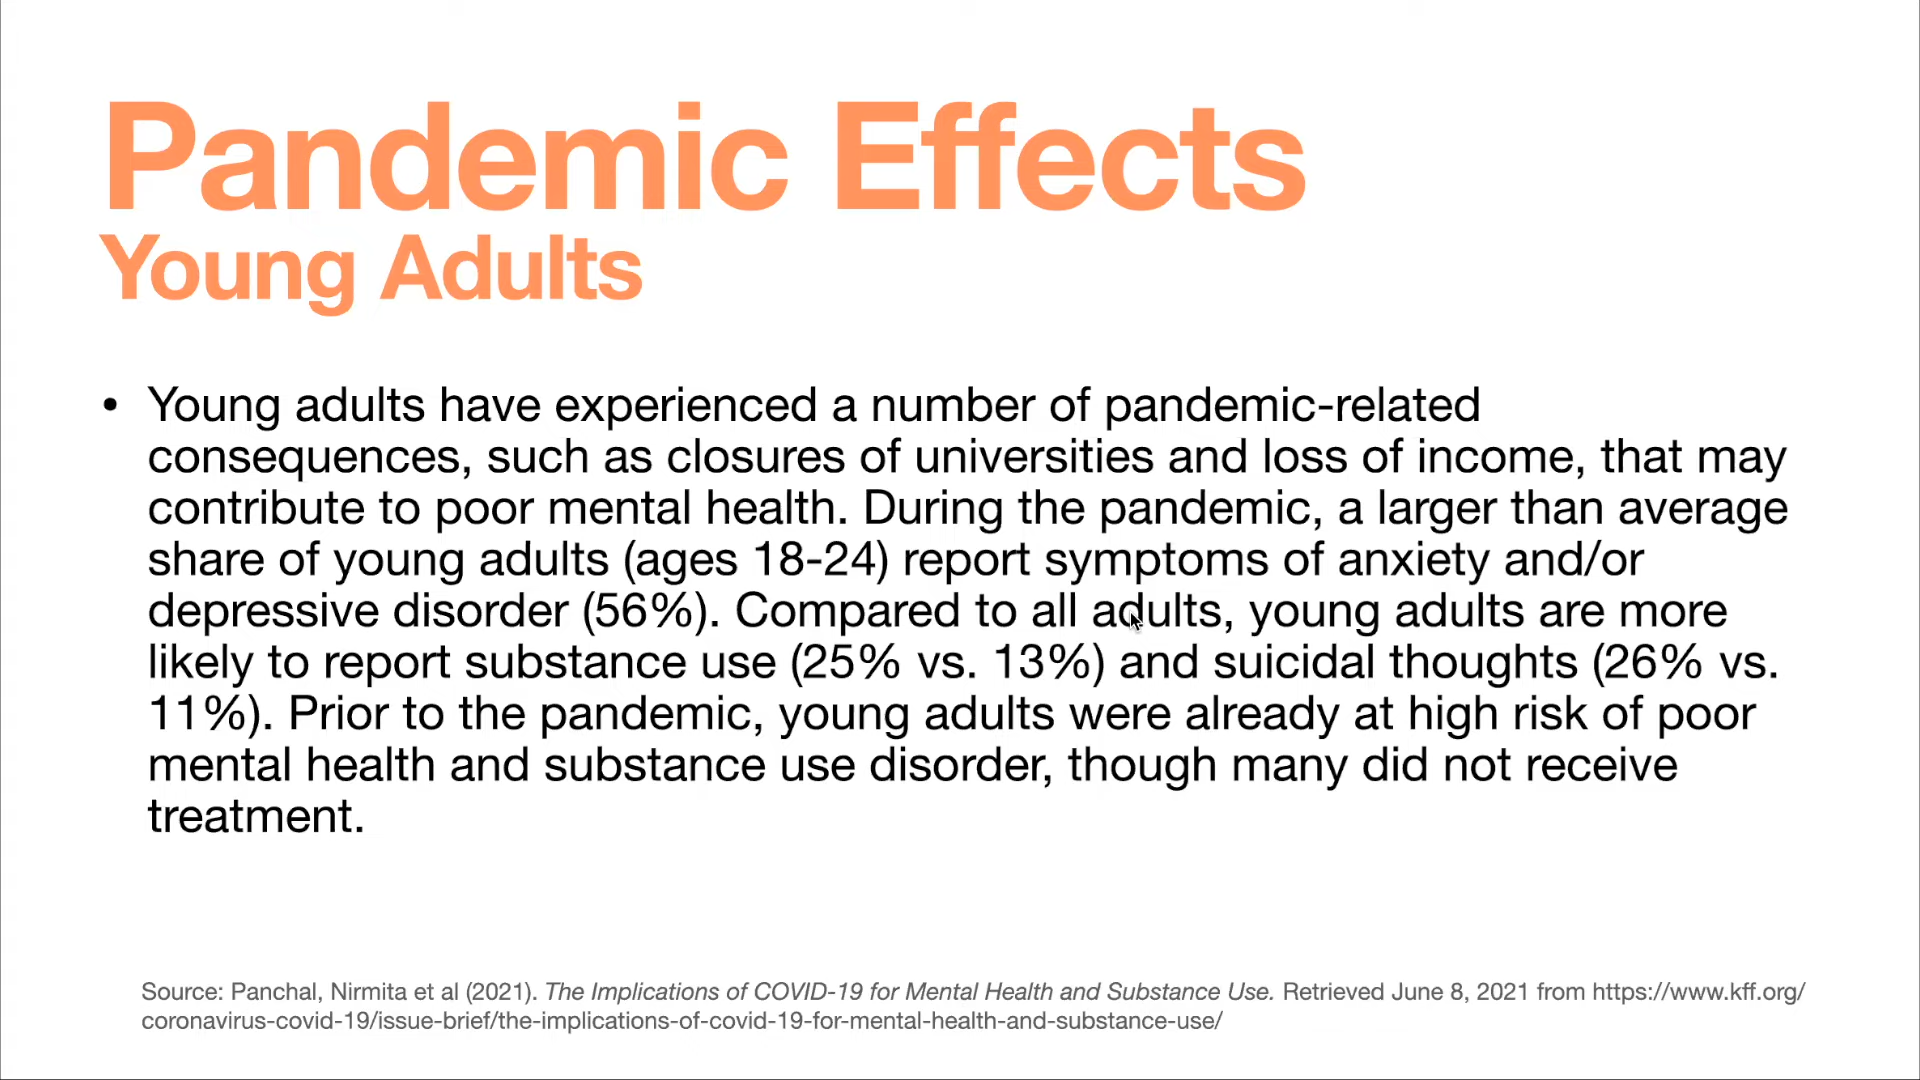 Pandemic Effects
Young Adults
• Young adults have experienced a number of pandemic-related
consequences, such as closures of universities and loss of income, that may
contribute to poor mental health. During the pandemic, a larger than average
share of young adults (ages 18-24) report symptoms of anxiety and/or
depressive disorder (56%). Compared to all adults, young adults are more
likely to report substance use (25% vs. 13%) and suicidal thoughts (26% vs.
11%). Prior to the pandemic, young adults were already at high risk of poor
mental health and substance use disorder, though many did not receive
treatment.
Source: Panchal, Nirmita et al (2021). The Implications of COVID-19 for Mental Health and Substance Use. Retrieved June 8, 2021 from https://www.kff.org/
coronavirus-covid-19/issue-brief/the-implications-of-covid-19-for-mental-health-and-substance-use/